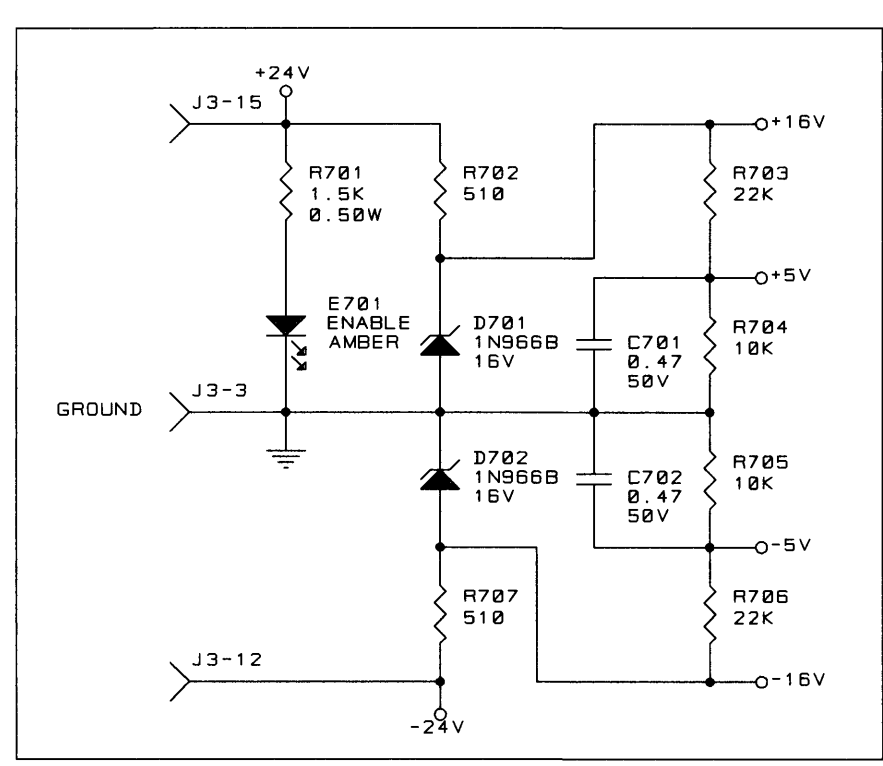 +24V
J3-15
+16V
R701
1.5K
0.50W
R702
510
R703
22K
+5V
E701
ENABLE
AMBER
D701
1N966B
16V
C701
0.47
50V
R704
10K
J3-3
GROUND
D702
1N966B
16V
C702
0.47
50V
R705
10K
-5V
R707
510
R706
22K
J3-12
-16V
-24V